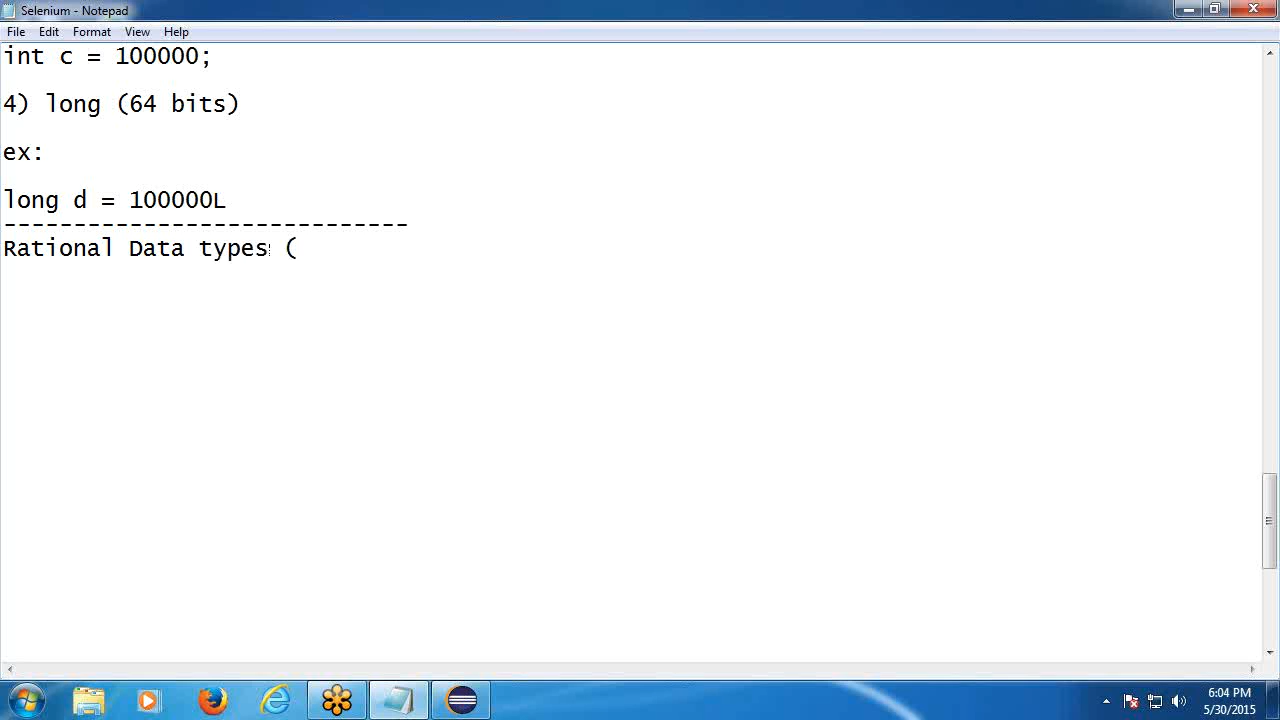 Selenium - Notepad
File Edit Format View Help
int c = 100000;
4) long (64 bits)
ex:
long d = 100000L
-----------------------------
Rational Data types (
6:04 PM
5/30/2015